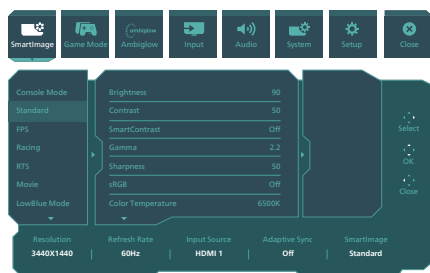 SmartImage Game Mode Ambiglow Input Audio System Setup Close
ambiglow
Console Mode
Standard
FPS
Racing
RTS
Movie
LowBlue Mode
Brightness 90
Contrast 50
SmartContrast Off
Gamma 2.2
Sharpness 50
sRGB Off
Color Temperature 6500K
Select
OK
Close
Resolution Refresh Rate Input Source Adaptive Sync SmartImage
3440X1440 60Hz HDMI 1 Off Standard